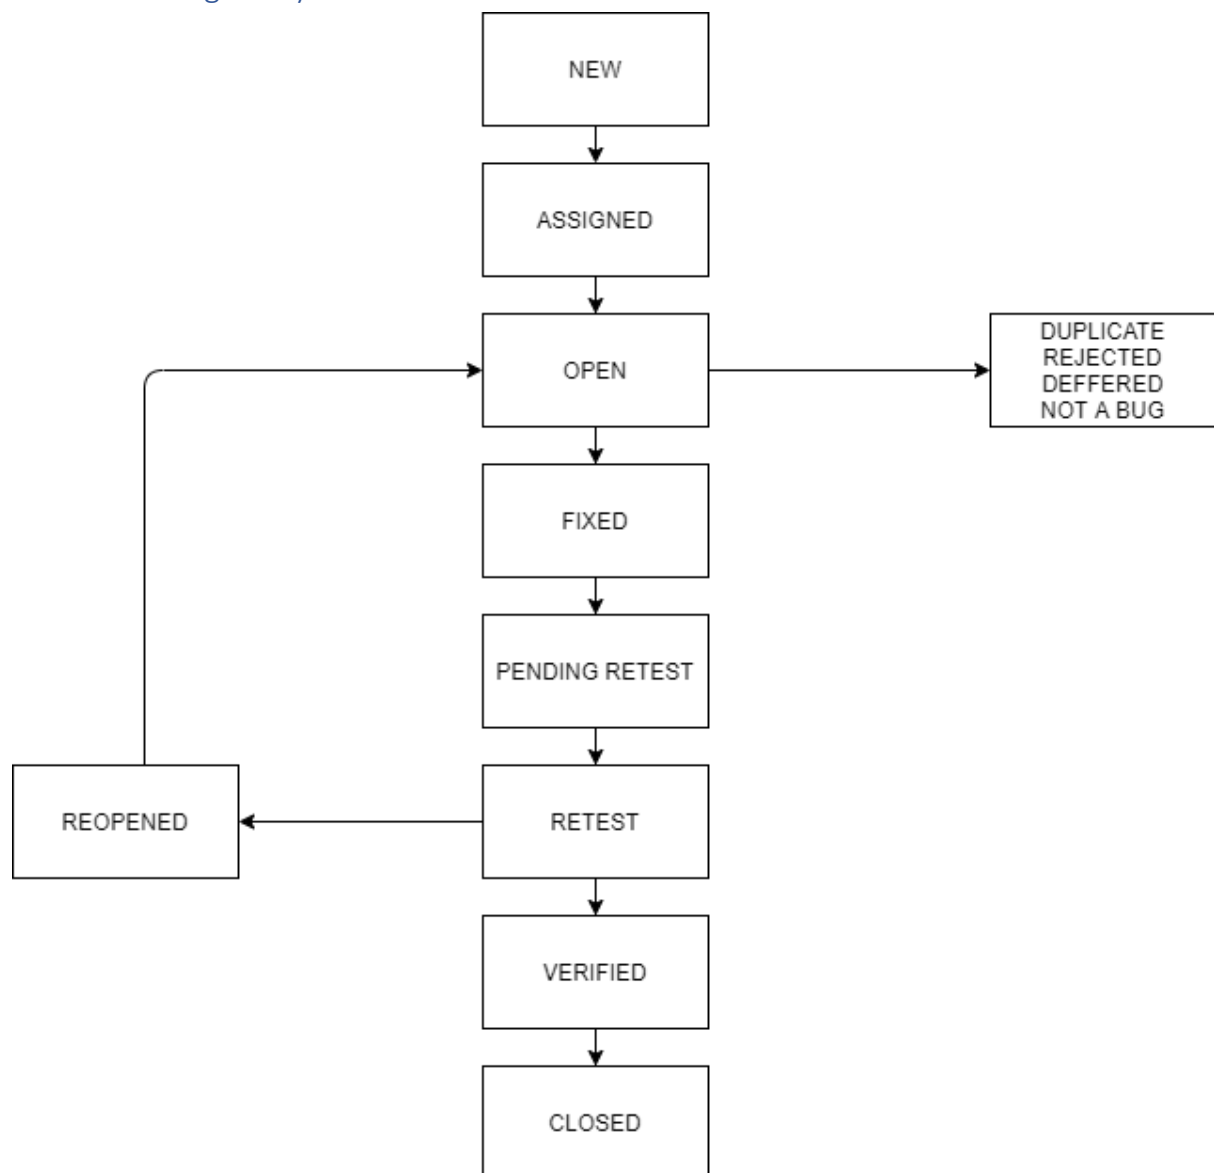 NEW
ASSIGNED
OPEN
DUPLICATE
REJECTED
DEFFERED
NOT A BUG
FIXED
PENDING RETEST
REOPENED
RETEST
VERIFIED
CLOSED